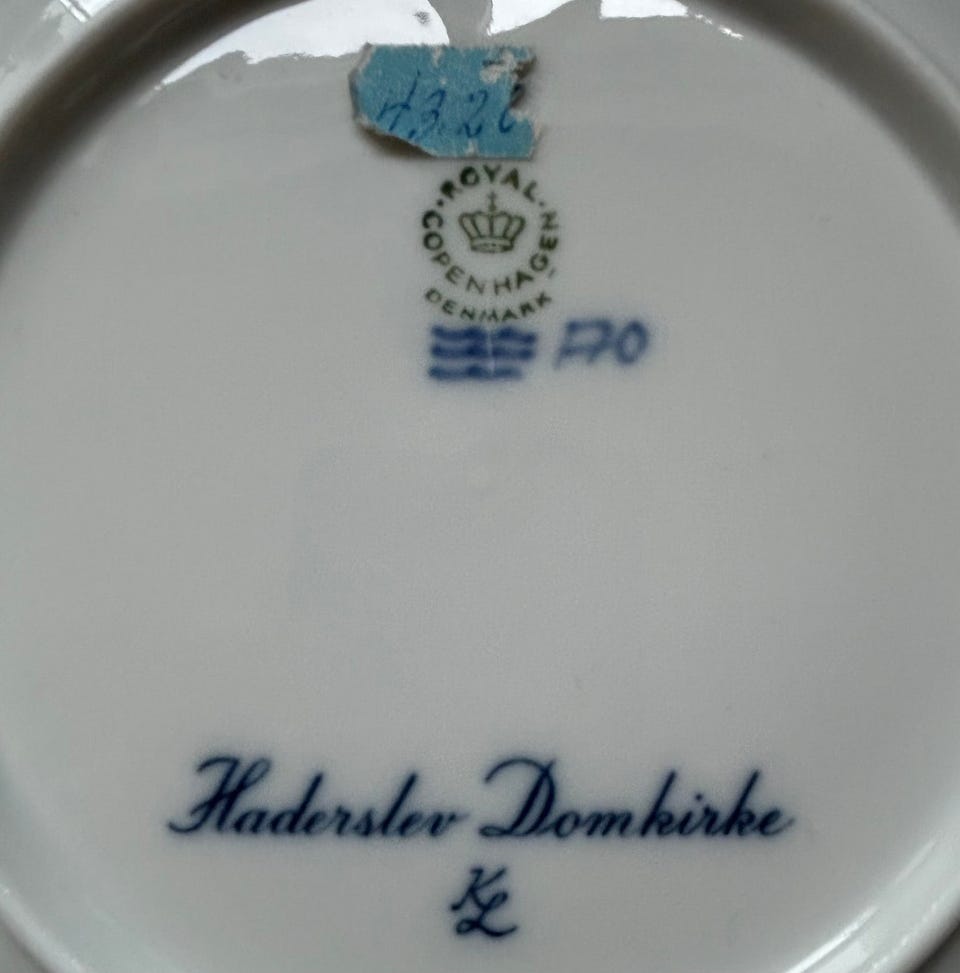 ROYAL
COPENHAGEN
DENMARK
Haderslev Domkirke
KL